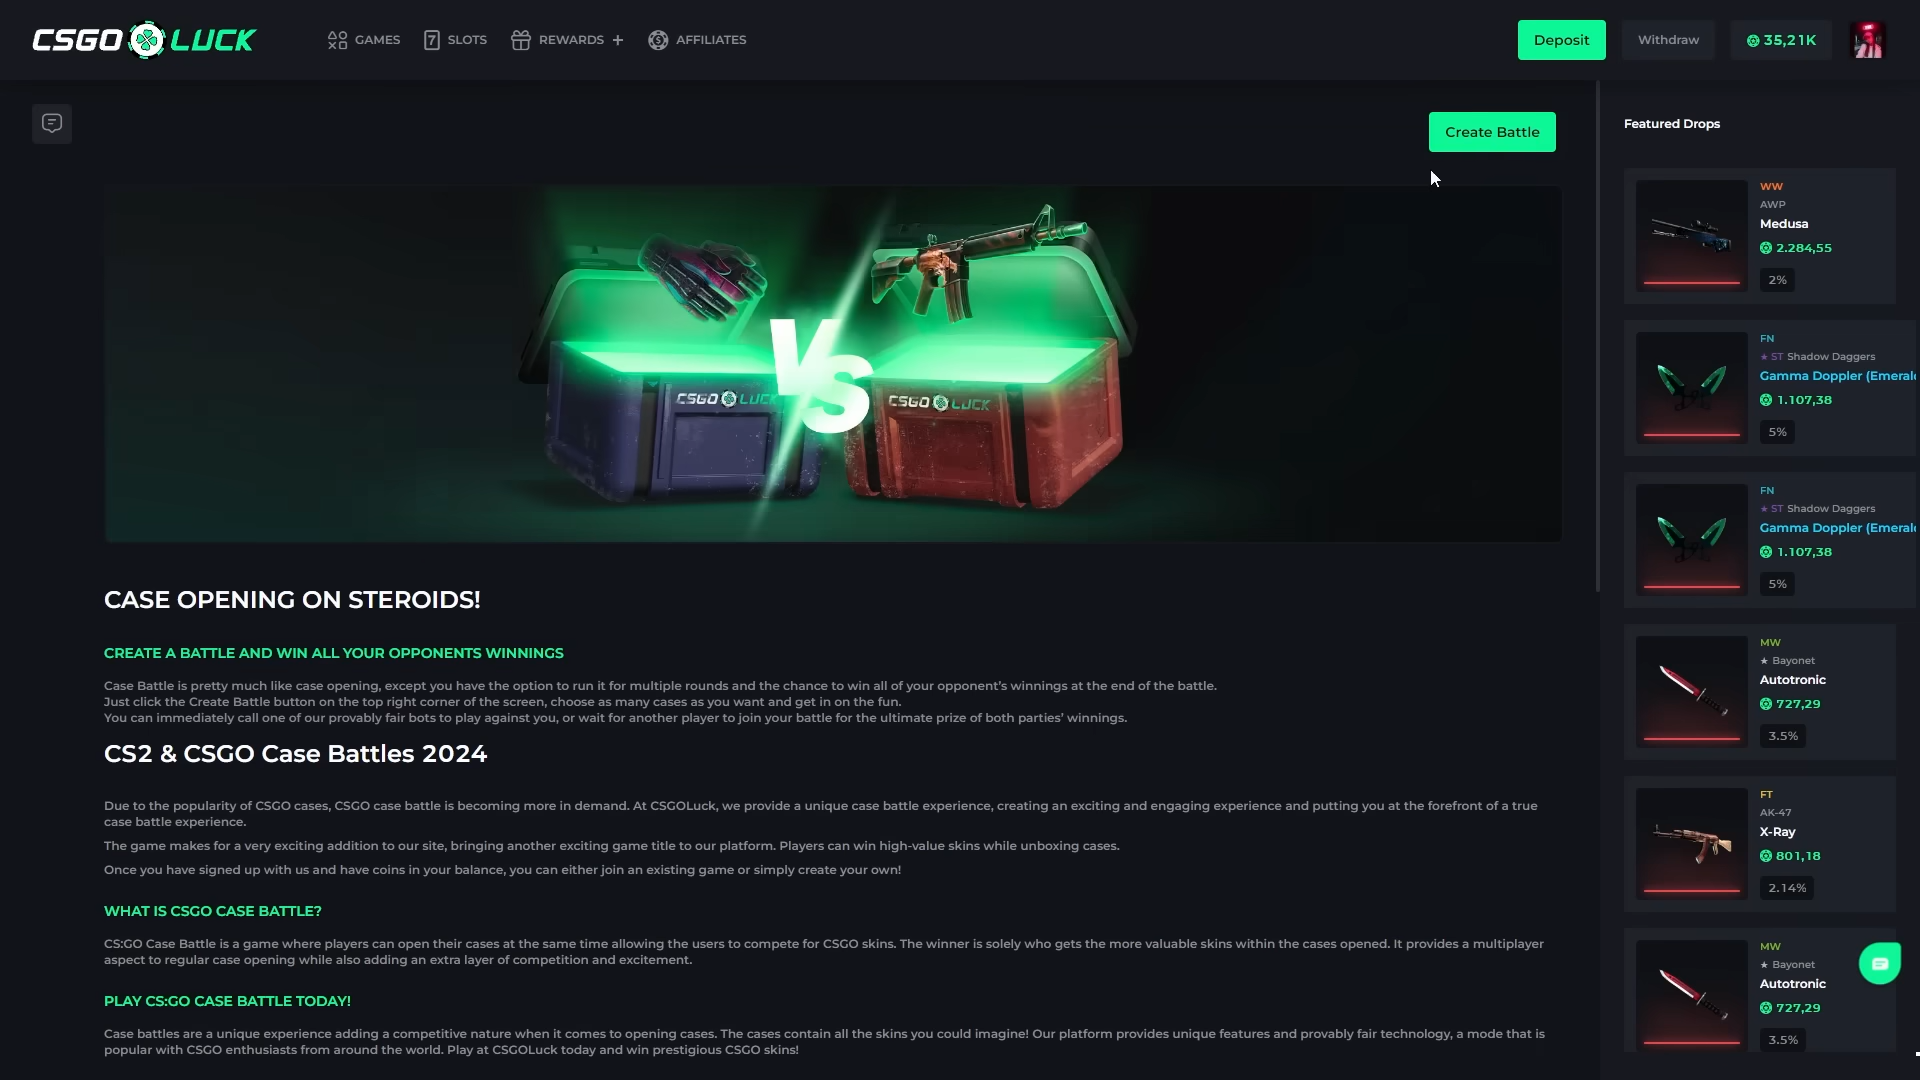 CSGO LUCK
GAMES
SLOTS
REWARDS +
AFFILIATES
Deposit
Withdraw
35,21K
Create Battle
VS
CSGO LUCK
CSGO LUCK
CASE OPENING ON STEROIDS!
CREATE A BATTLE AND WIN ALL YOUR OPPONENTS WINNINGS
Case Battle is pretty much like case opening, except you have the option to run it for multiple rounds and the chance to win all of your opponent's winnings at the end of the battle.
Just click the Create Battle button on the top right corner of the screen, choose as many cases as you want and get in on the fun.
You can immediately call one of our provably fair bots to play against you, or wait for another player to join your battle for the ultimate prize of both parties' winnings.
CS2 & CSGO Case Battles 2024
Due to the popularity of CSGO cases, CSGO case battle is becoming more in demand. At CSGOLuck, we provide a unique case battle experience, creating an exciting and engaging experience and putting you at the forefront of a true
case battle experience.
The game makes for a very exciting addition to our site, bringing another exciting game title to our platform. Players can win high-value skins while unboxing cases.
Once you have signed up with us and have coins in your balance, you can either join an existing game or simply create your own!
WHAT IS CSGO CASE BATTLE?
CS:GO Case Battle is a game where players can open their cases at the same time allowing the users to compete for CSGO skins. The winner is solely who gets the more valuable skins within the cases opened. It provides a multiplayer
aspect to regular case opening while also adding an extra layer of competition and excitement.
PLAY CS:GO CASE BATTLE TODAY!
Case battles are a unique experience adding a competitive nature when it comes to opening cases. The cases contain all the skins you could imagine! Our platform provides unique features and provably fair technology, a mode that is
popular with CSGO enthusiasts from around the world. Play at CSGOLuck today and win prestigious CSGO skins!
Featured Drops
WW
AWP
Medusa
2.284,55
2%
FN
★ ST Shadow Daggers
Gamma Doppler (Emeral
1.107,38
5%
FN
★ ST Shadow Daggers
Gamma Doppler (Emeral
1.107,38
5%
MW
★ Bayonet
Autotronic
727,29
3.5%
FT
AK-47
X-Ray
801,18
2.14%
MW
★ Bayonet
Autotronic
727,29
3.5%